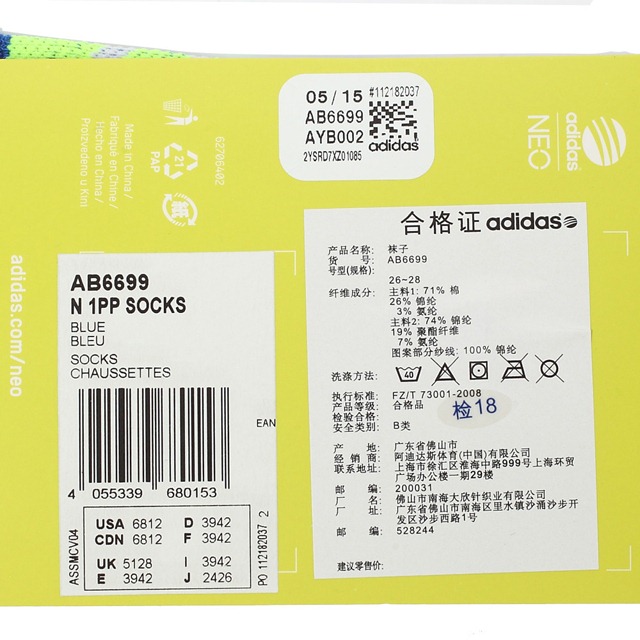 05 / 15
#112182037
AB6699
AYB002
adidas
2YSRD7XZ01085
adidas
NEO
62706A02
21
PAP
Made in China /
Fabriqué en Chine /
Hecho en China /
Proizvedeno u Kini
adidas.com/neo
AB6699
N 1PP SOCKS
BLUE
BLEU
SOCKS
CHAUSSETTES
EAN
4 055339 680153
USA 6812 D 3942
CDN 6812 F 3942
UK 5128 I 3942
E 3942 J 2426
ASSMCV04
PO 112182037 2
合格证 adidas
产品名称: 袜子
货 号: AB6699
号型(规格):
26-28
纤维成分: 主料1: 71% 棉
26% 锦纶
3% 氨纶
主料2: 74% 锦纶
19% 聚酯纤维
7% 氨纶
图案部分纱线: 100% 锦纶
洗涤方法:
40
执行标准: FZ/T 73001-2008
产品等级: 合格品
检验合格:
检18
安全类别: B类
产 地: 广东省佛山市
经 销 商: 阿迪达斯体育(中国)有限公司
联系地址: 上海市徐汇区淮海中路999号上海环贸
广场办公楼一期29楼
邮 编: 200031
厂 名: 佛山市南海大欣针织业有限公司
厂 址: 广东省佛山市南海区里水镇沙涌沙步开
发区沙步西路1号
邮 编: 528244
建议零售价: